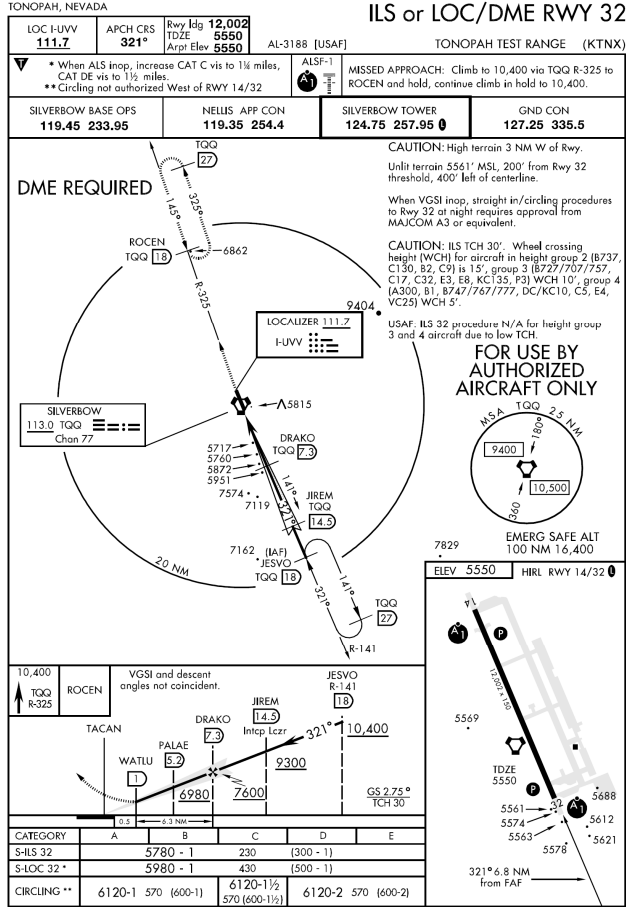 TONOPAH, NEVADA
ILS or LOC/DME RWY 32
LOC I-UVV
111.7
APCH CRS
321°
Rwy ldg 12,002
TDZE 5550
Arpt Elev 5550
AL-3188 [USAF]
TONOPAH TEST RANGE (KTNX)
T
* When ALS inop, increase CAT C vis to 1¼ miles,
CAT DE vis to 1½ miles.
**Circling not authorized West of RWY 14/32
ALSF-1
A1
MISSED APPROACH: Climb to 10,400 via TQQ R-325 to
ROCEN and hold, continue climb in hold to 10,400.
SILVERBOW BASE OPS
119.45 233.95
NELLIS APP CON
119.35 254.4
SILVERBOW TOWER
124.75 257.95 L
GND CON
127.25 335.5
DME REQUIRED
TQQ
27
145°
325°
ROCEN
TQQ 18
6862
R-325
CAUTION: High terrain 3 NM W of Rwy.
Unlit terrain 5561' MSL, 200' from Rwy 32
threshold, 400' left of centerline.
When VGSI inop, straight in/circling procedures
to Rwy 32 at night requires approval from
MAJCOM A3 or equivalent.
CAUTION: ILS TCH 30'. Wheel crossing
height (WCH) for aircraft in height group 2 (B737,
C130, B2, C9) is 15', group 3 (B727/707/757,
C17, C32, E3, E8, KC135, P3) WCH 10', group 4
(A300, B1, B747/767/777, DC/KC10, C5, E4,
VC25) WCH 5'.
USAF: ILS 32 procedure N/A for height group
3 and 4 aircraft due to low TCH.
9404
LOCALIZER 111.7
I-UVV
FOR USE BY
AUTHORIZED
AIRCRAFT ONLY
SILVERBOW
113.0 TQQ
Chan 77
5815
DRAKO
TQQ 7.3
5717
5760
5872
5951
7574
7119
141°
321°
JIREM
TQQ
14.5
7162
(IAF)
JESVO
TQQ 18
20 NM
321°
141°
TQQ
27
R-141
MSA TQQ 25 NM
180°
9400
10,500
360
EMERG SAFE ALT
100 NM 16,400
7829
ELEV 5550
HIRL RWY 14/32 L
14
A1
P
12,002 x 150
5569
TDZE
5550
P
32
A1
5688
5561
5574
5563
5612
5621
5578
321° 6.8 NM
from FAF
10,400
TQQ
R-325
ROCEN
VGSI and descent
angles not coincident.
JESVO
R-141
18
JIREM
14.5
Intcp Lczr
DRAKO
7.3
PALAE
5.2
WATLU
1
TACAN
321°
10,400
9300
7600
6980
GS 2.75°
TCH 30
0.5
6.3 NM
CATEGORY A B C D E
S-ILS 32 5780 - 1 230 (300 - 1)
S-LOC 32 * 5980 - 1 430 (500 - 1)
CIRCLING ** 6120-1 570 (600-1) 6120-1½ 570 (600-1½) 6120-2 570 (600-2)